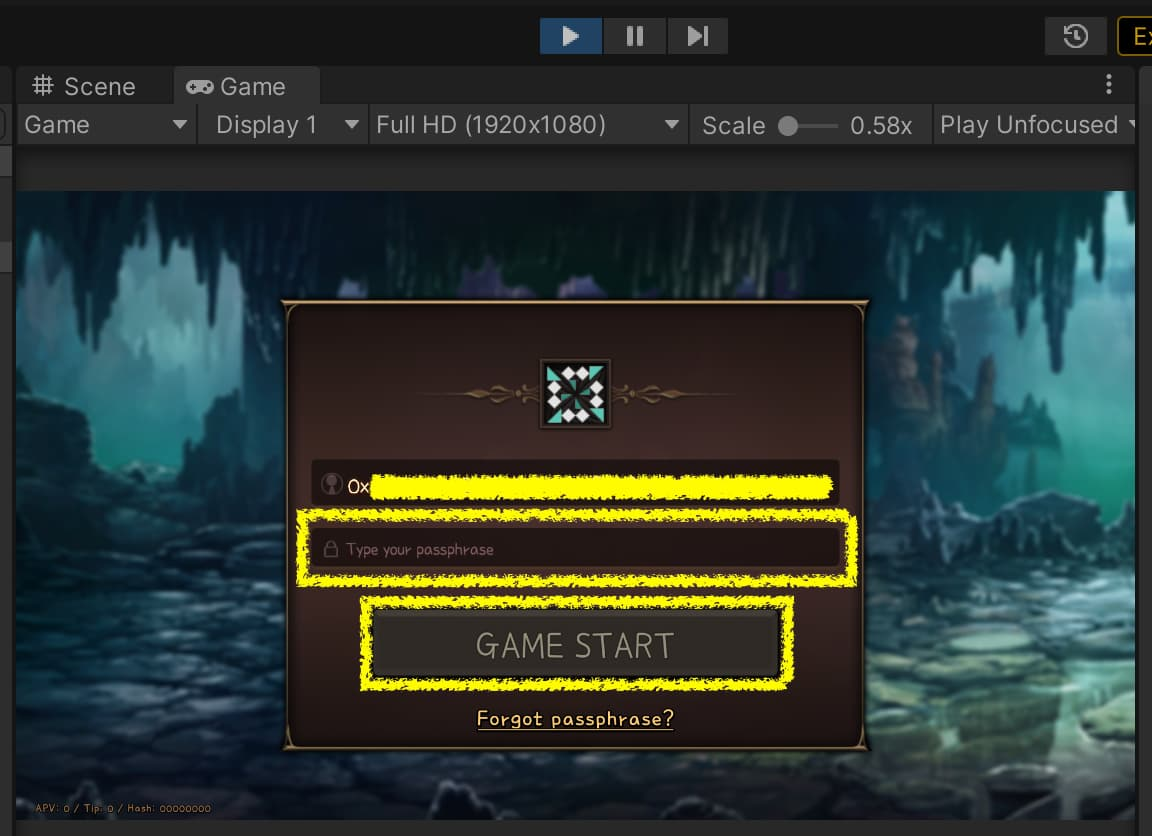 Ex
Scene Game
Game Display 1 Full HD (1920x1080) Scale 0.58x Play Unfocused
0x
Type your passphrase
GAME START
Forgot passphrase?
APV: 0 / Tip: 0 / Hash: 00000000